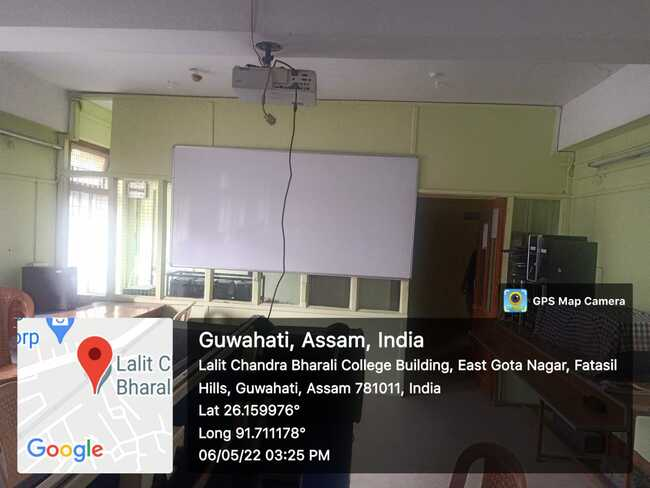 GPS Map Camera
orp
Lalit C
Bharal
Google
Guwahati, Assam, India
Lalit Chandra Bharali College Building, East Gota Nagar, Fatasil
Hills, Guwahati, Assam 781011, India
Lat 26.159976°
Long 91.711178°
06/05/22 03:25 PM